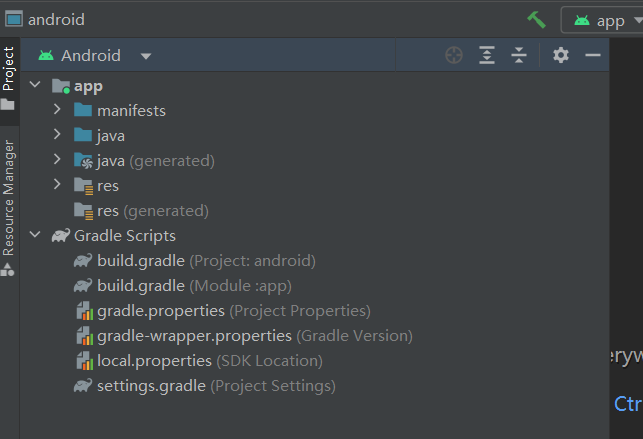 android
app
Project
Android
app
manifests
java
java (generated)
res
res (generated)
Resource Manager
Gradle Scripts
build.gradle (Project: android)
build.gradle (Module :app)
gradle.properties (Project Properties)
gradle-wrapper.properties (Gradle Version)
local.properties (SDK Location)
settings.gradle (Project Settings)
Ctr